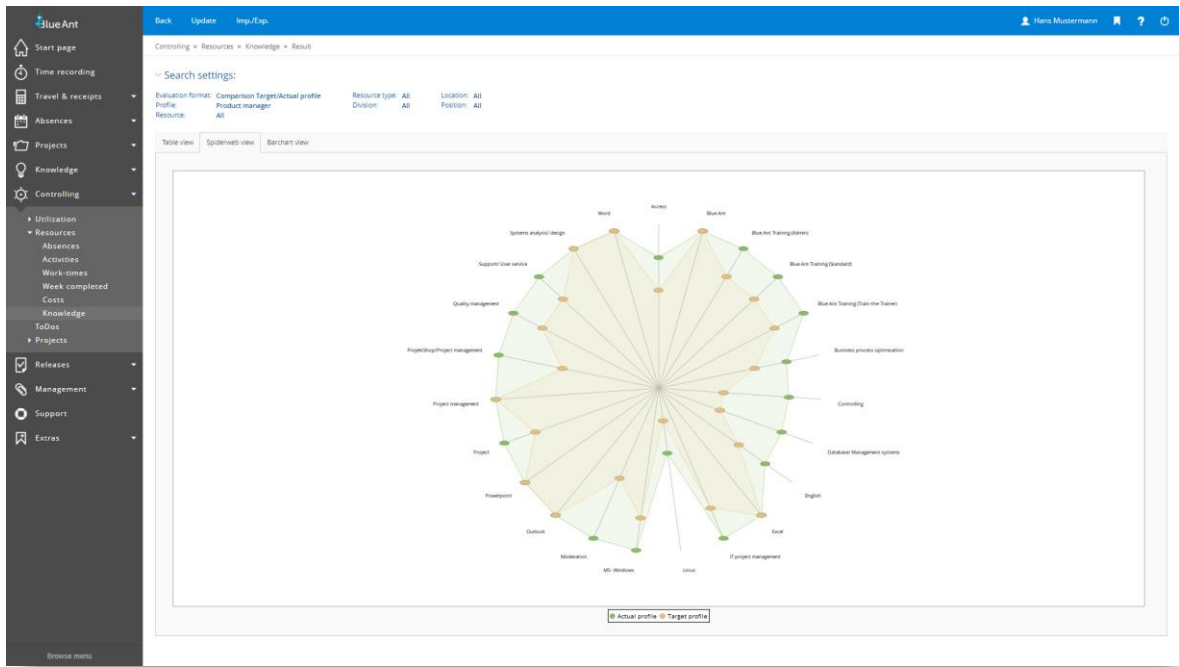 Blue Ant
Back Update Imp./Exp.
Hans Mustermann ?
Start page
Time recording
Travel & receipts
Absences
Projects
Knowledge
Controlling
Utilization
Resources
Absences
Activities
Work-times
Week completed
Costs
Knowledge
ToDos
Projects
Releases
Management
Support
Extras
Browse menu
Controlling » Resources » Knowledge » Result
Search settings:
Evaluation format: Comparison Target/Actual profile Resource type: All Location: All
Profile: Product manager Division: All Position: All
Resource: All
Table view Spiderweb view Barchart view
Access
Word Blue Ant
Systems analysis/ design Blue Ant Training (Admin)
Support/ User service Blue Ant Training (Standard)
Quality management Blue Ant Training (Train-the-Trainer)
ProjektShop/Project management Business process optimisation
Project management Controlling
Project Database/ Management systems
Powerpoint English
Outlook Excel
Moderation IT project management
MS- Windows Linux
Actual profile Target profile